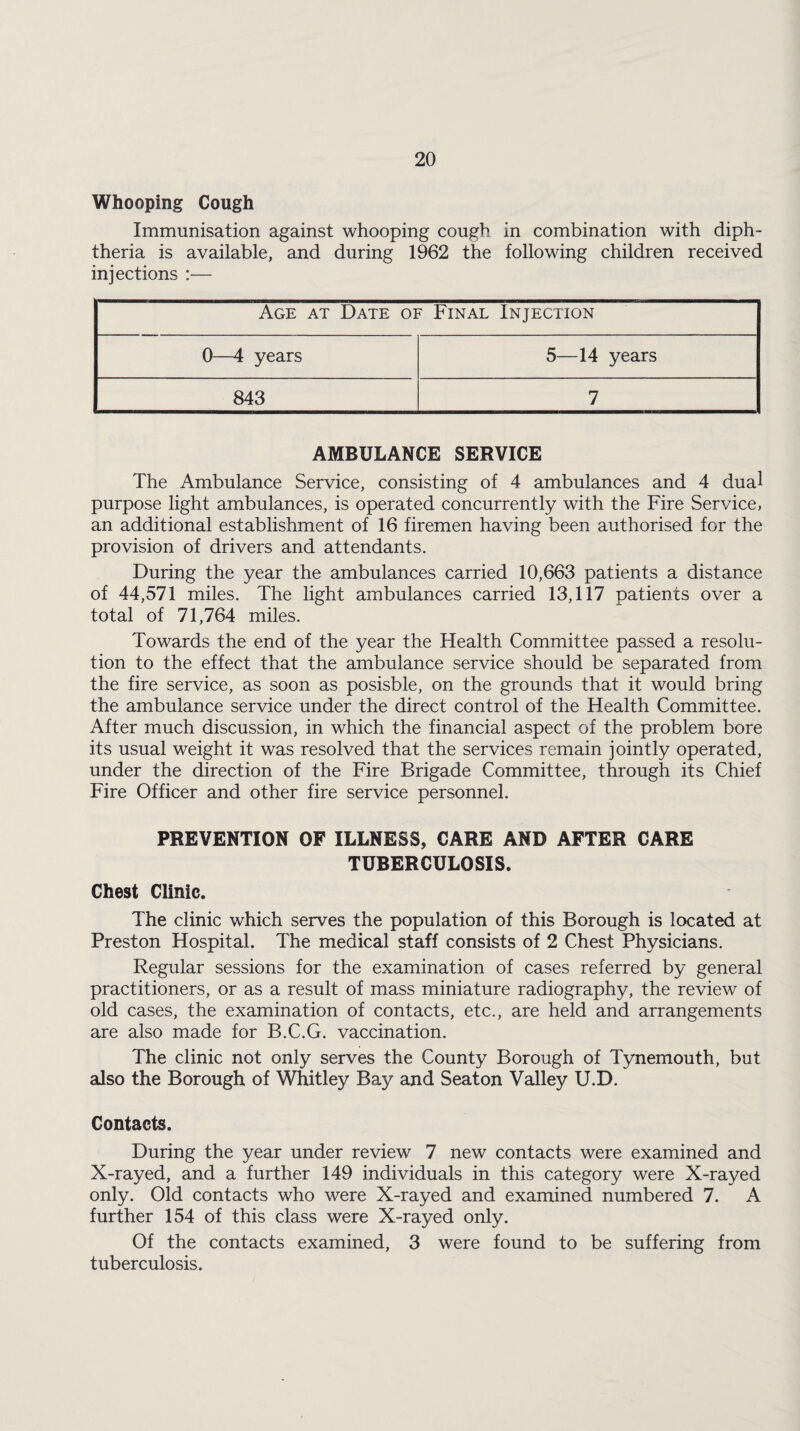 20
Whooping Cough
Immunisation against whooping cough in combination with diph-
theria is available, and during 1962 the following children received
injections :—
Age at Date of Final Injection
0—4 years 5—14 years
843 7
AMBULANCE SERVICE
The Ambulance Service, consisting of 4 ambulances and 4 dual
purpose light ambulances, is operated concurrently with the Fire Service,
an additional establishment of 16 firemen having been authorised for the
provision of drivers and attendants.
During the year the ambulances carried 10,663 patients a distance
of 44,571 miles. The light ambulances carried 13,117 patients over a
total of 71,764 miles.
Towards the end of the year the Health Committee passed a resolu-
tion to the effect that the ambulance service should be separated from
the fire service, as soon as posisble, on the grounds that it would bring
the ambulance service under the direct control of the Health Committee.
After much discussion, in which the financial aspect of the problem bore
its usual weight it was resolved that the services remain jointly operated,
under the direction of the Fire Brigade Committee, through its Chief
Fire Officer and other fire service personnel.
PREVENTION OF ILLNESS, CARE AND AFTER CARE
TUBERCULOSIS.
Chest Clinic.
The clinic which serves the population of this Borough is located at
Preston Hospital. The medical staff consists of 2 Chest Physicians.
Regular sessions for the examination of cases referred by general
practitioners, or as a result of mass miniature radiography, the review of
old cases, the examination of contacts, etc., are held and arrangements
are also made for B.C.G. vaccination.
The clinic not only serves the County Borough of Tynemouth, but
also the Borough of Whitley Bay and Seaton Valley U.D.
Contacts.
During the year under review 7 new contacts were examined and
X-rayed, and a further 149 individuals in this category were X-rayed
only. Old contacts who were X-rayed and examined numbered 7. A
further 154 of this class were X-rayed only.
Of the contacts examined, 3 were found to be suffering from
tuberculosis.